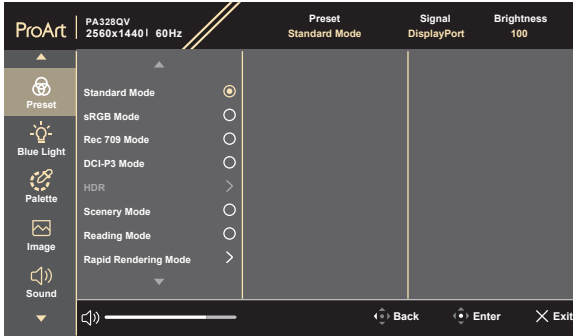 ProArt
PA328QV
2560x1440I 60Hz
Preset
Standard Mode
Signal
DisplayPort
Brightness
100
Preset
Blue Light
Palette
Image
Sound
Standard Mode
sRGB Mode
Rec 709 Mode
DCI-P3 Mode
HDR
Scenery Mode
Reading Mode
Rapid Rendering Mode
Back
Enter
Exit